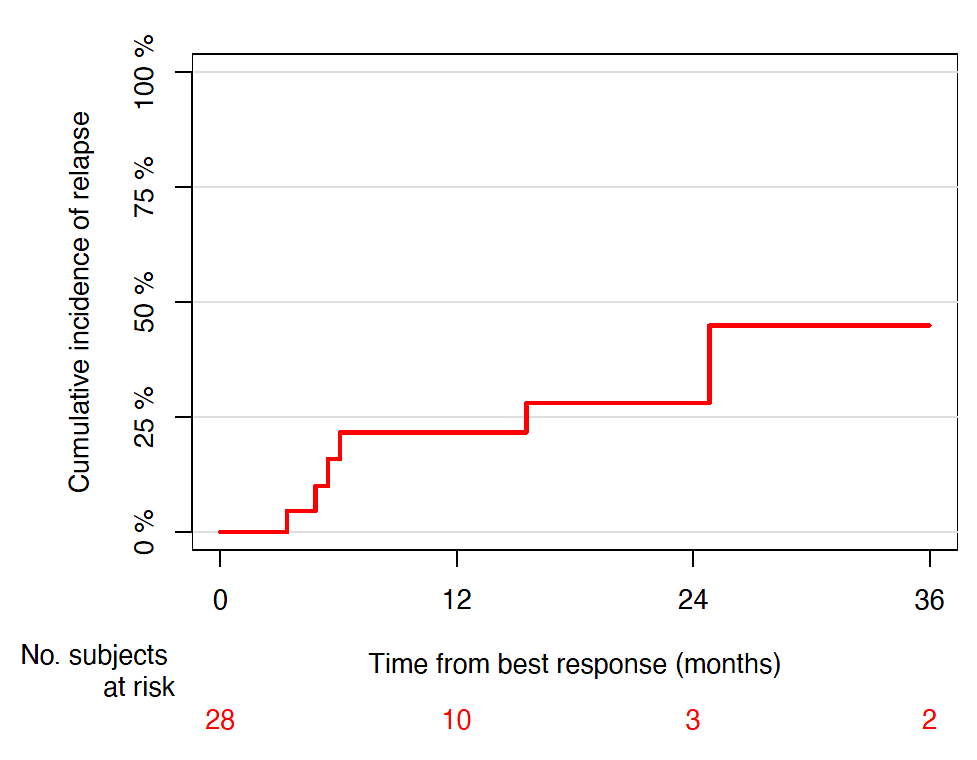 Cumulative incidence of relapse
100 %
75 %
50 %
25 %
0 %
0 12 24 36
Time from best response (months)
No. subjects
at risk
28 10 3 2